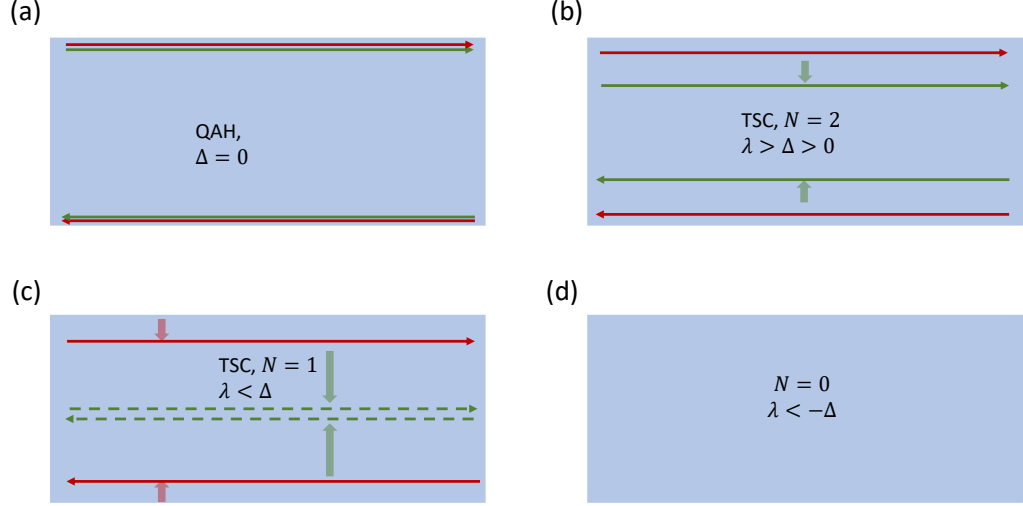 (a)
QAH,
Δ = 0
(b)
TSC, N = 2
λ > Δ > 0
(c)
TSC, N = 1
λ < Δ
(d)
N = 0
λ < −Δ